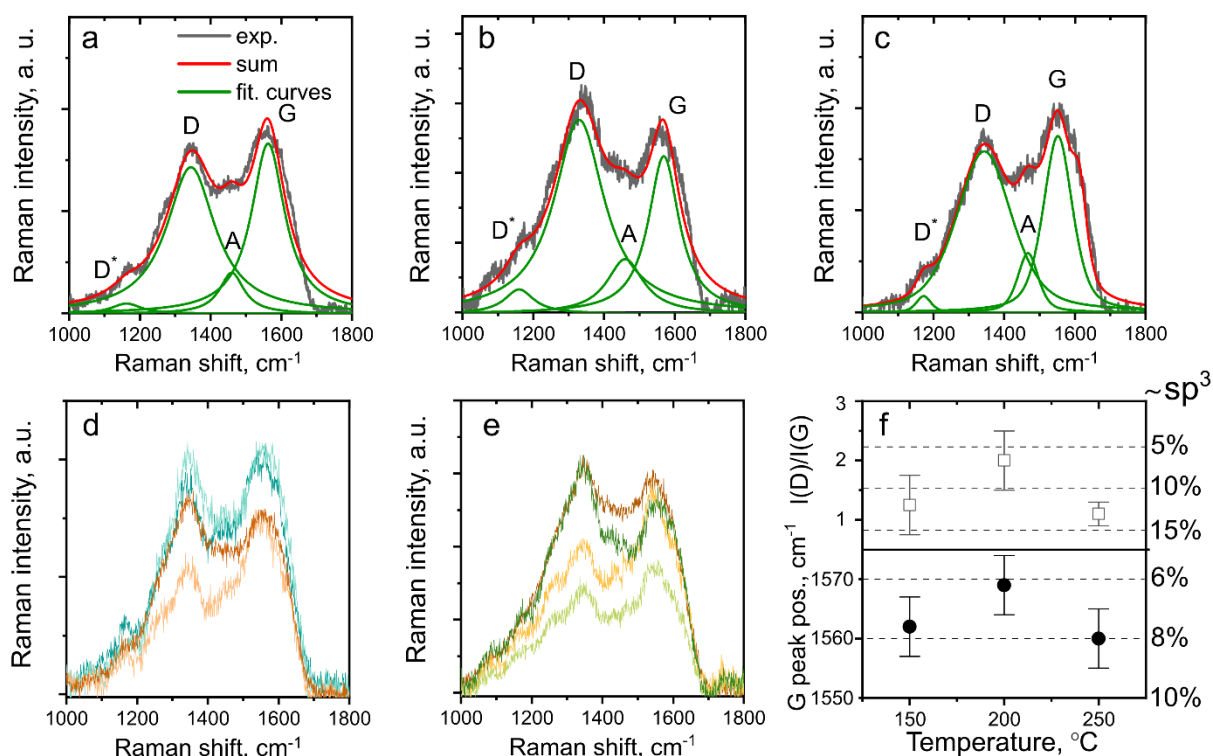 a
exp.
sum
fit. curves
D
G
D*
A
Raman intensity, a. u.
1000 1200 1400 1600 1800
Raman shift, cm-1
b
D
G
D*
A
Raman intensity, a. u.
1000 1200 1400 1600 1800
Raman shift, cm-1
c
D
G
D*
A
Raman intensity, a. u.
1000 1200 1400 1600 1800
Raman shift, cm-1
d
Raman intensity, a.u.
1000 1200 1400 1600 1800
Raman shift, cm-1
e
Raman intensity, a.u.
1000 1200 1400 1600 1800
Raman shift, cm-1
~sp3
f
3
2
1
I(D)/I(G)
5%
10%
15%
1570
1560
1550
G peak pos., cm-1
6%
8%
10%
150 200 250
Temperature, °C